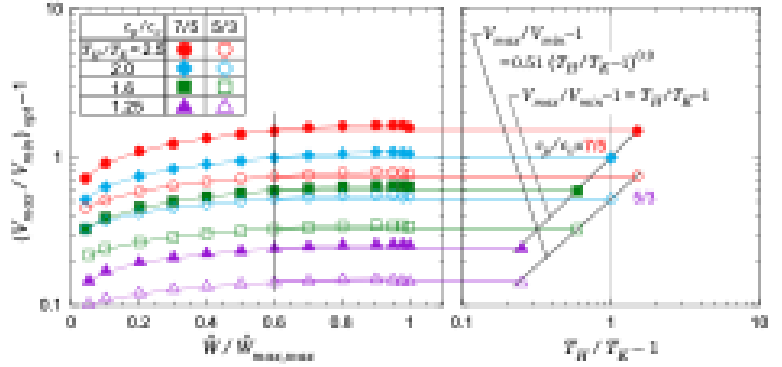 c_p/c_v 7/5 5/3
T_H/T_K = 2.5
2.0
1.6
1.25
10
1
0.1
(V_max/V_min)_opt−1
0 0.2 0.4 0.6 0.8 1
Ŵ/Ŵ_max,max
V_max/V_min−1
=0.51 (T_H/T_K−1)
V_max/V_min−1 = T_H/T_K−1
c_p/c_v=7/5
5/3
0.1 1 10
T_H/T_K−1